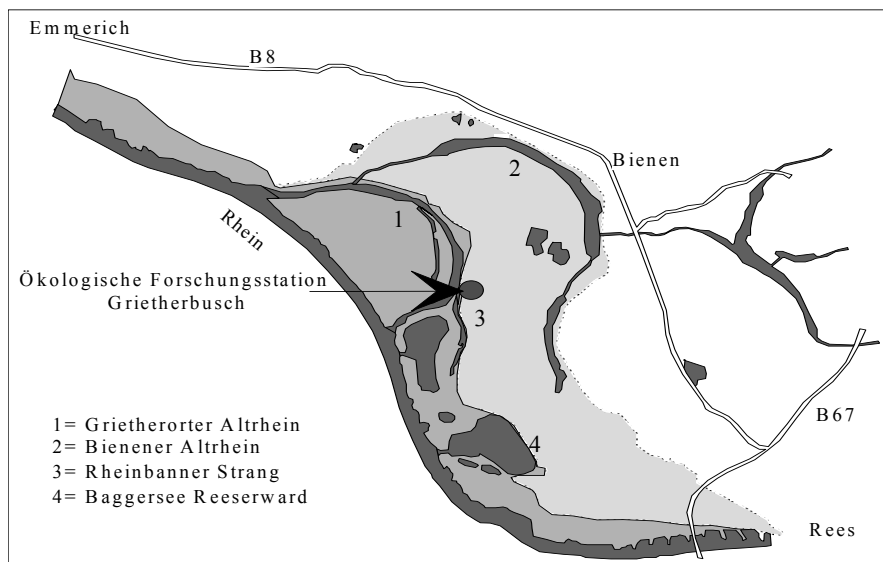 Emmerich
B8
Bienen
2
1
Rhein
Ökologische Forschungsstation
Grietherbusch
3
1= Grietherorter Altrhein
2= Bienener Altrhein
3= Rheinbanner Strang
4= Baggersee Reeserward
4
B67
Rees